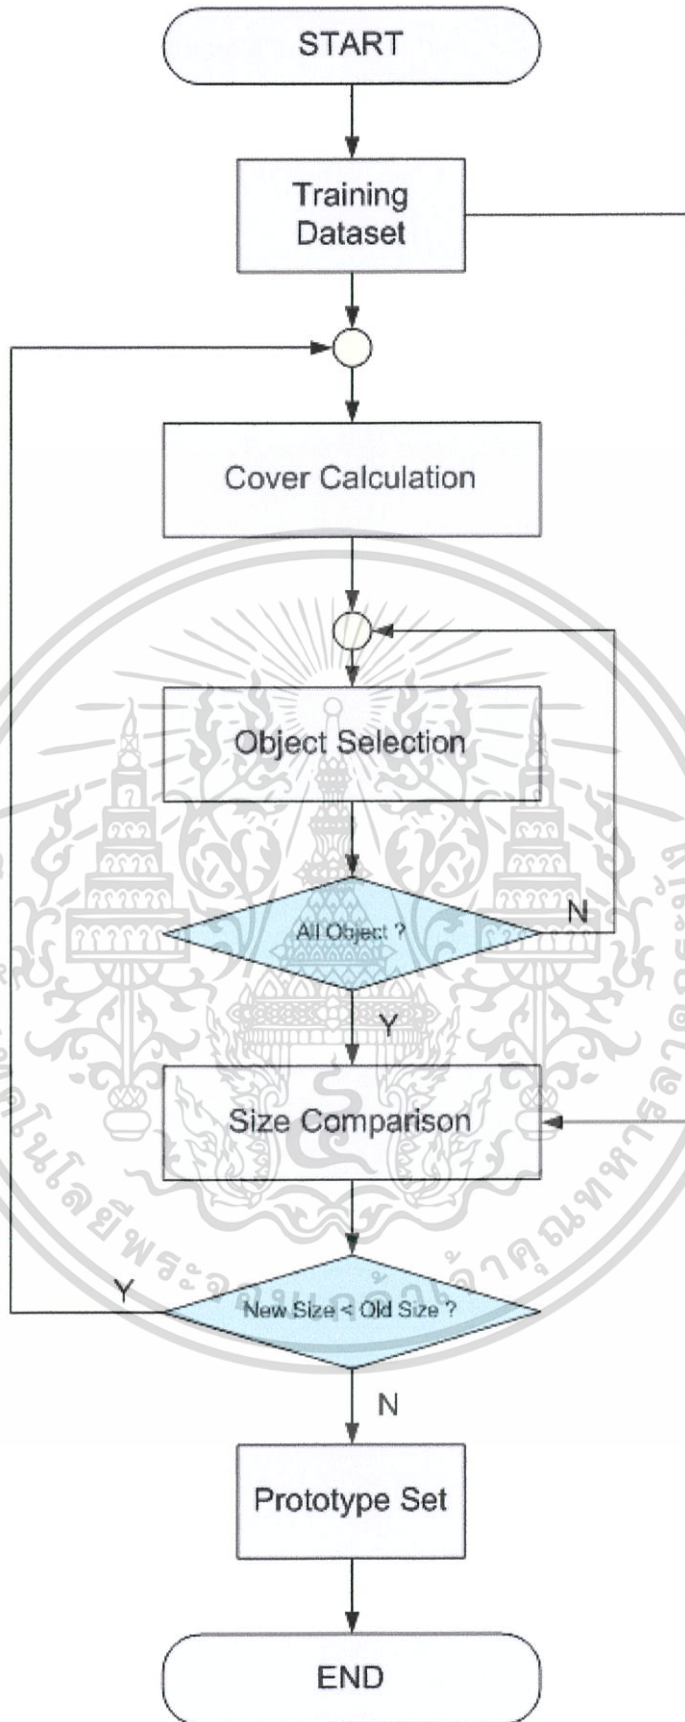 START
Training
Dataset
Cover Calculation
Object Selection
All Object ?
N
Y
Size Comparison
New Size < Old Size ?
Y
N
Prototype Set
END